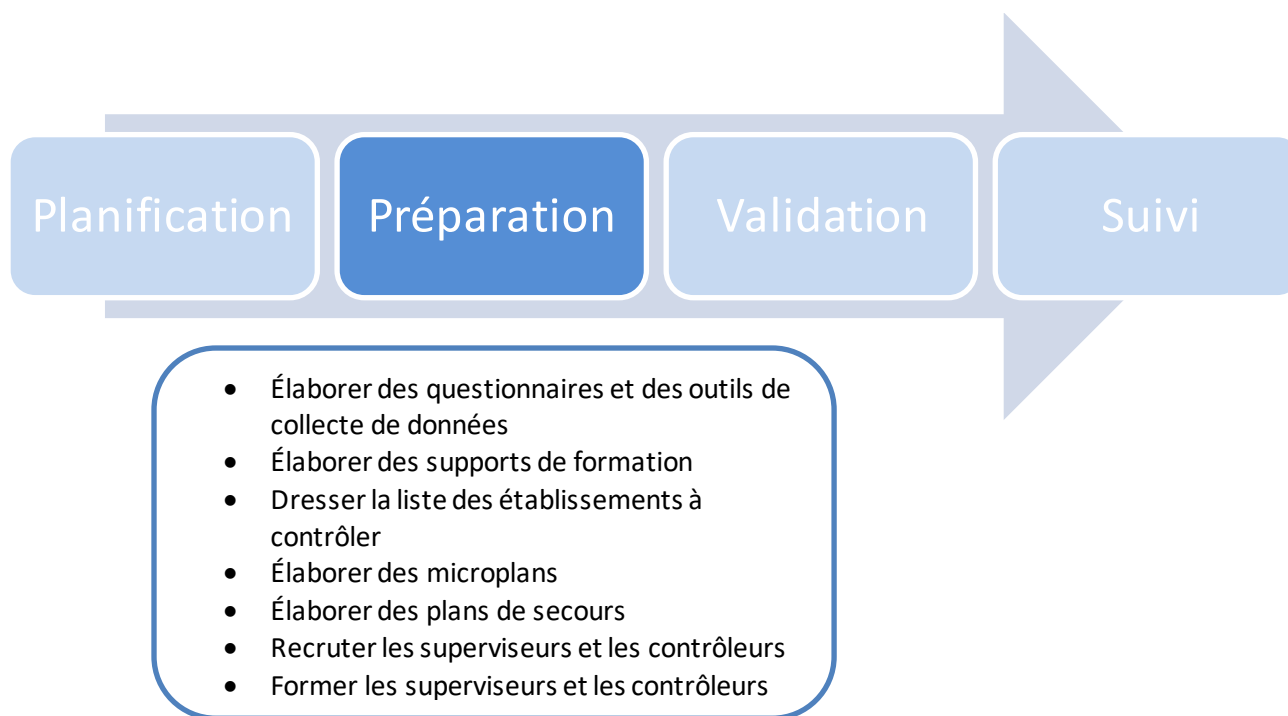 Planification
Préparation
Validation
Suivi
• Élaborer des questionnaires et des outils de
collecte de données
• Élaborer des supports de formation
• Dresser la liste des établissements à
contrôler
• Élaborer des microplans
• Élaborer des plans de secours
• Recruter les superviseurs et les contrôleurs
• Former les superviseurs et les contrôleurs